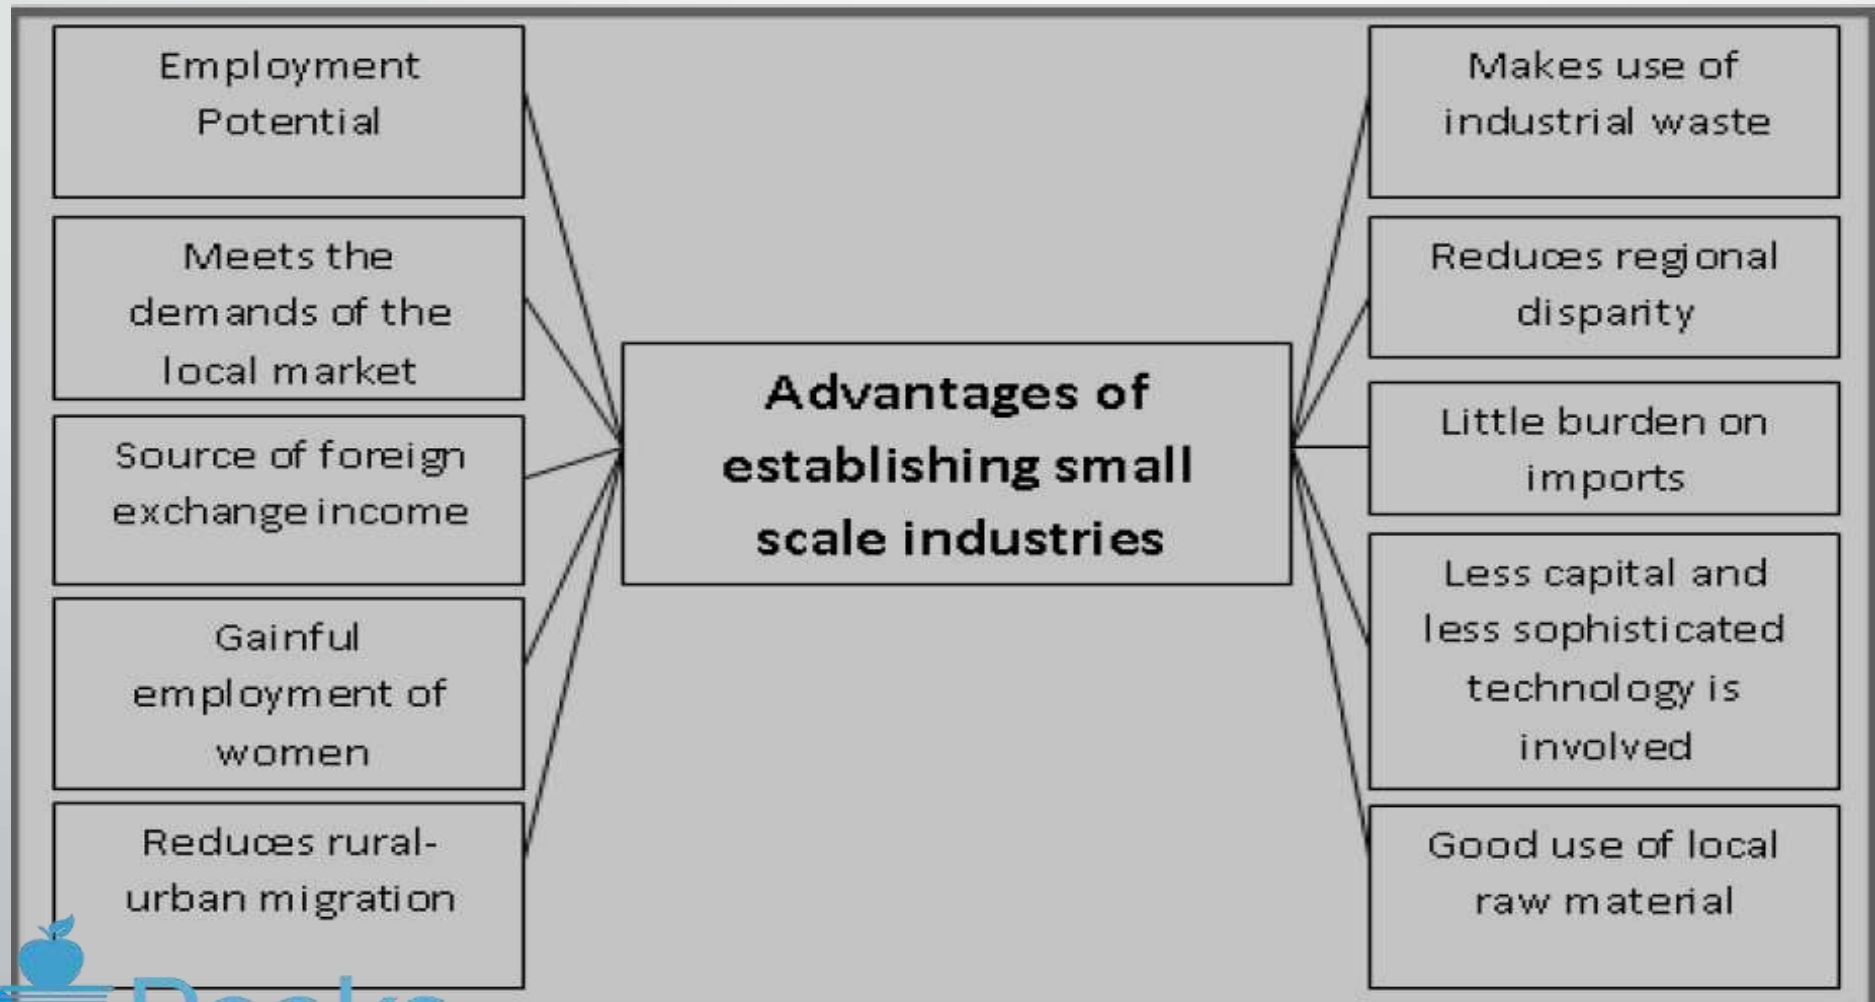 Employment
Potential
Meets the
demands of the
local market
Source of foreign
exchange income
Gainful
employment of
women
Reduces rural-
urban migration
Advantages of
establishing small
scale industries
Makes use of
industrial waste
Reduces regional
disparity
Little burden on
imports
Less capital and
less sophisticated
technology is
involved
Good use of local
raw material